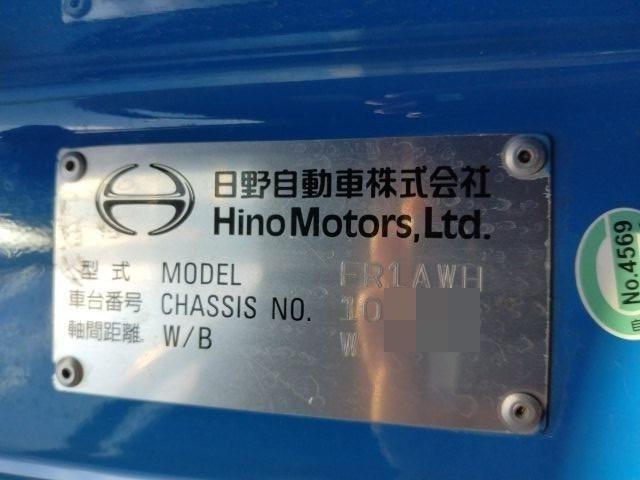 日野自動車株式会社
Hino Motors, Ltd.
型式 MODEL FR1AWH
車台番号 CHASSIS NO. 10
軸間距離 W/B W
No.4569